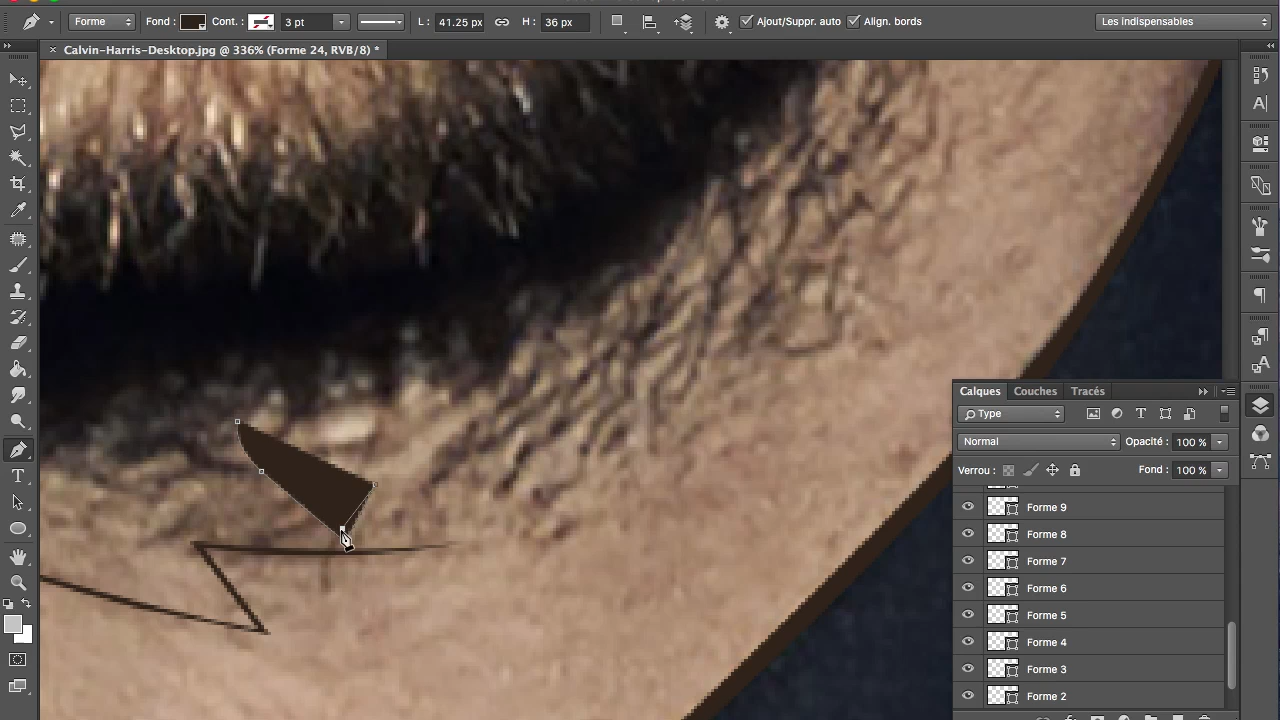 Forme Fond : Cont. : 3 pt L : 41.25 px H : 36 px Ajout/Suppr. auto Align. bords Les indispensables
× Calvin-Harris-Desktop.jpg @ 336% (Forme 24, RVB/8) *
Calques Couches Tracés
Type
Normal Opacité : 100 %
Verrou : Fond : 100 %
Forme 9
Forme 8
Forme 7
Forme 6
Forme 5
Forme 4
Forme 3
Forme 2